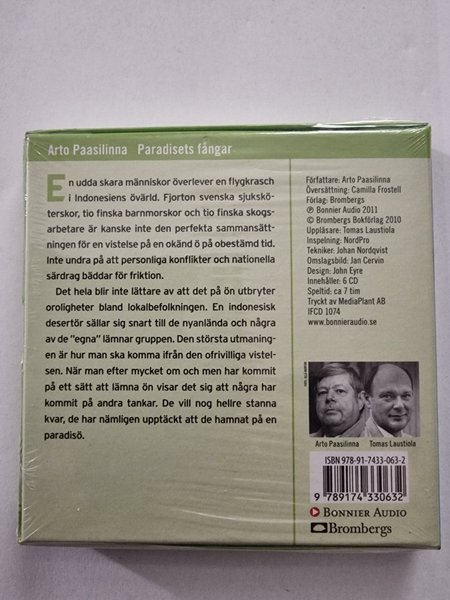 Arto Paasilinna Paradisets fångar
En udda skara människor överlever en flygkrasch
i Indonesiens övärld. Fjorton svenska sjuksköt-
terskor, tio finska barnmorskor och tio finska skogs-
arbetare är kanske inte den perfekta sammansätt-
ningen för en vistelse på en okänd ö på obestämd tid.
Inte undra på att personliga konflikter och nationella
särdrag bäddar för friktion.
Det hela blir inte lättare av att det på ön utbryter
oroligheter bland lokalbefolkningen. En indonesisk
desertör sällar sig snart till de nyanlända och några
av de "egna" lämnar gruppen. Den största utmaning-
en är hur man ska komma ifrån den ofrivilliga vistel-
sen. När man efter mycket om och men har kommit
på ett sätt att lämna ön visar det sig att några har
kommit på andra tankar. De vill nog hellre stanna
kvar, de har nämligen upptäckt att de hamnat på en
paradisö.
Författare: Arto Paasilinna
Översättning: Camilla Frostell
Förlag: Brombergs
℗ Bonnier Audio 2011
© Brombergs Bokförlag 2010
Uppläsare: Tomas Laustiola
Inspelning: NordPro
Tekniker: Johan Nordqvist
Omslagsbild: Jan Cervin
Design: John Eyre
Innehåller: 6 CD
Speltid: ca 7 tim
Tryckt av MediaPlant AB
IFCD 1074
www.bonnieraudio.se
Arto Paasilinna Tomas Laustiola
ISBN 978-91-7433-063-2
9 789174 330632
BONNIER AUDIO
Brombergs